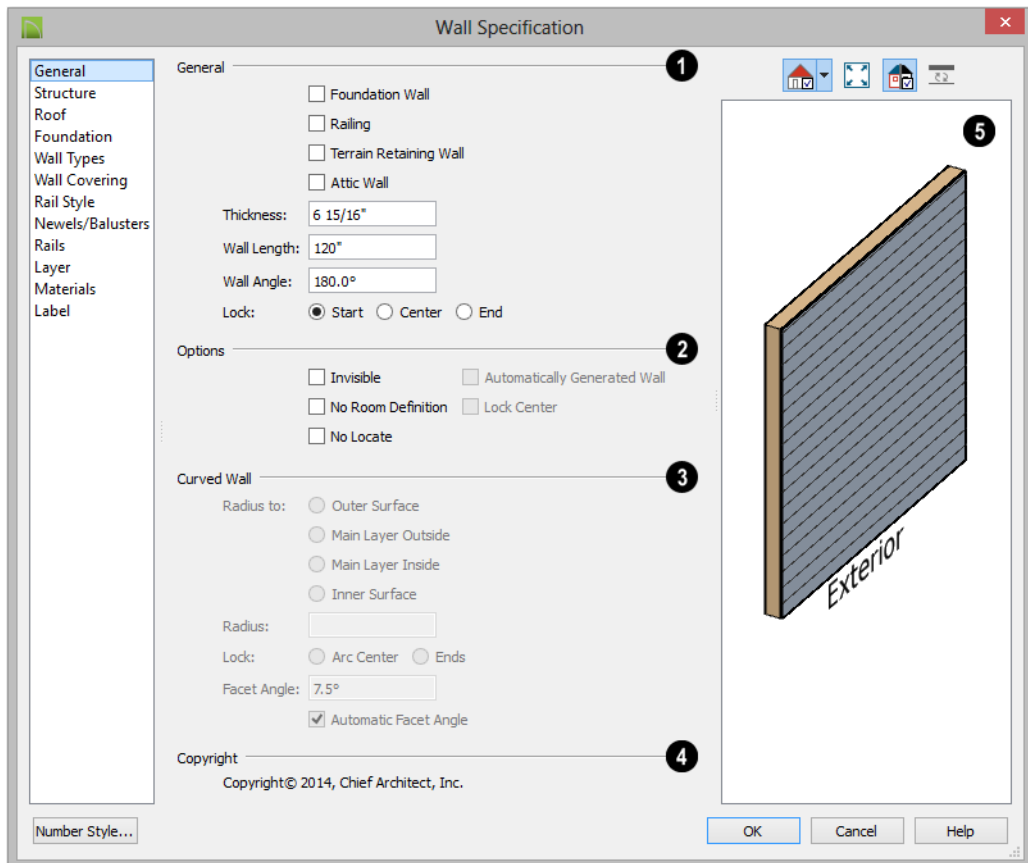 Wall Specification
General
Structure
Roof
Foundation
Wall Types
Wall Covering
Rail Style
Newels/Balusters
Rails
Layer
Materials
Label
General 1
Foundation Wall
Railing
Terrain Retaining Wall
Attic Wall
Thickness: 6 15/16"
Wall Length: 120"
Wall Angle: 180.0°
Lock: Start Center End
Options 2
Invisible Automatically Generated Wall
No Room Definition Lock Center
No Locate
Curved Wall 3
Radius to: Outer Surface
Main Layer Outside
Main Layer Inside
Inner Surface
Radius:
Lock: Arc Center Ends
Facet Angle: 7.5°
Automatic Facet Angle
Copyright 4
Copyright© 2014, Chief Architect, Inc.
5
Exterior
Number Style... OK Cancel Help